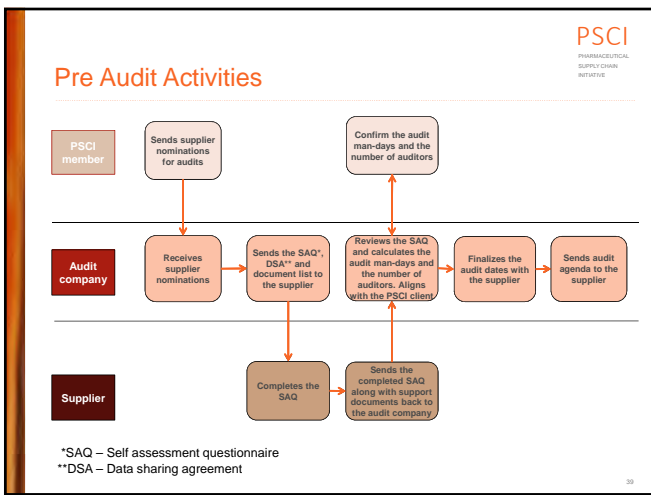 PSCI
PHARMACEUTICAL
SUPPLY CHAIN
INITIATIVE
Pre Audit Activities
PSCI
member
Sends supplier
nominations
for audits
Confirm the audit
man-days and the
number of auditors
Audit
company
Receives
supplier
nominations
Sends the SAQ*,
DSA** and
document list to
the supplier
Reviews the SAQ
and calculates the
audit man-days and
the number of
auditors. Aligns
with the PSCI client
Finalizes the
audit dates with
the supplier
Sends audit
agenda to the
supplier
Supplier
Completes the
SAQ
Sends the
completed SAQ
along with support
documents back to
the audit company
*SAQ – Self assessment questionnaire
**DSA – Data sharing agreement
39